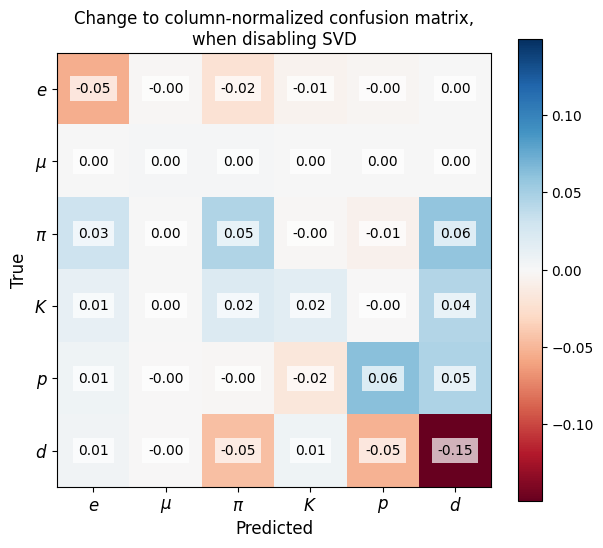 Change to column-normalized confusion matrix,
when disabling SVD
e -0.05 -0.00 -0.02 -0.01 -0.00 0.00
μ 0.00 0.00 0.00 0.00 0.00 0.00
π 0.03 0.00 0.05 -0.00 -0.01 0.06
K 0.01 0.00 0.02 0.02 -0.00 0.04
p 0.01 -0.00 -0.00 -0.02 0.06 0.05
d 0.01 -0.00 -0.05 0.01 -0.05 -0.15
e μ π K p d
Predicted
True
0.10
0.05
0.00
−0.05
−0.10